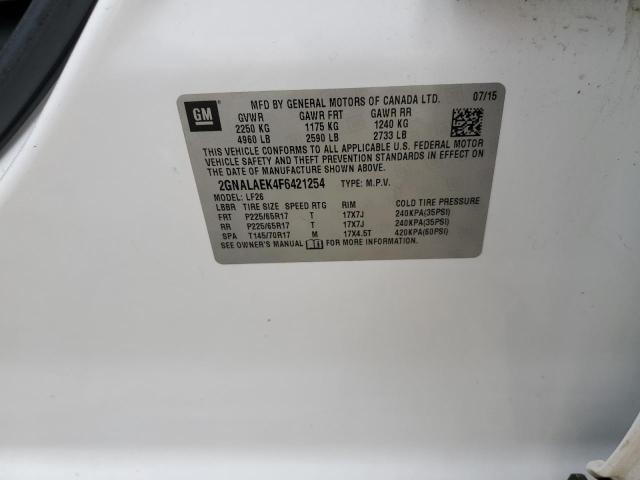 GM
MFD BY GENERAL MOTORS OF CANADA LTD. 07/15
GVWR GAWR FRT GAWR RR
2250 KG 1175 KG 1240 KG
4960 LB 2590 LB 2733 LB
THIS VEHICLE CONFORMS TO ALL APPLICABLE U.S. FEDERAL MOTOR
VEHICLE SAFETY AND THEFT PREVENTION STANDARDS IN EFFECT ON
THE DATE OF MANUFACTURE SHOWN ABOVE.
2GNALAEK4F6421254 TYPE: M.P.V.
MODEL: LF26
LBBR TIRE SIZE SPEED RTG RIM COLD TIRE PRESSURE
FRT P225/65R17 T 17X7J 240KPA(35PSI)
RR P225/65R17 T 17X7J 240KPA(35PSI)
SPA T145/70R17 M 17X4.5T 420KPA(60PSI)
SEE OWNER'S MANUAL FOR MORE INFORMATION.